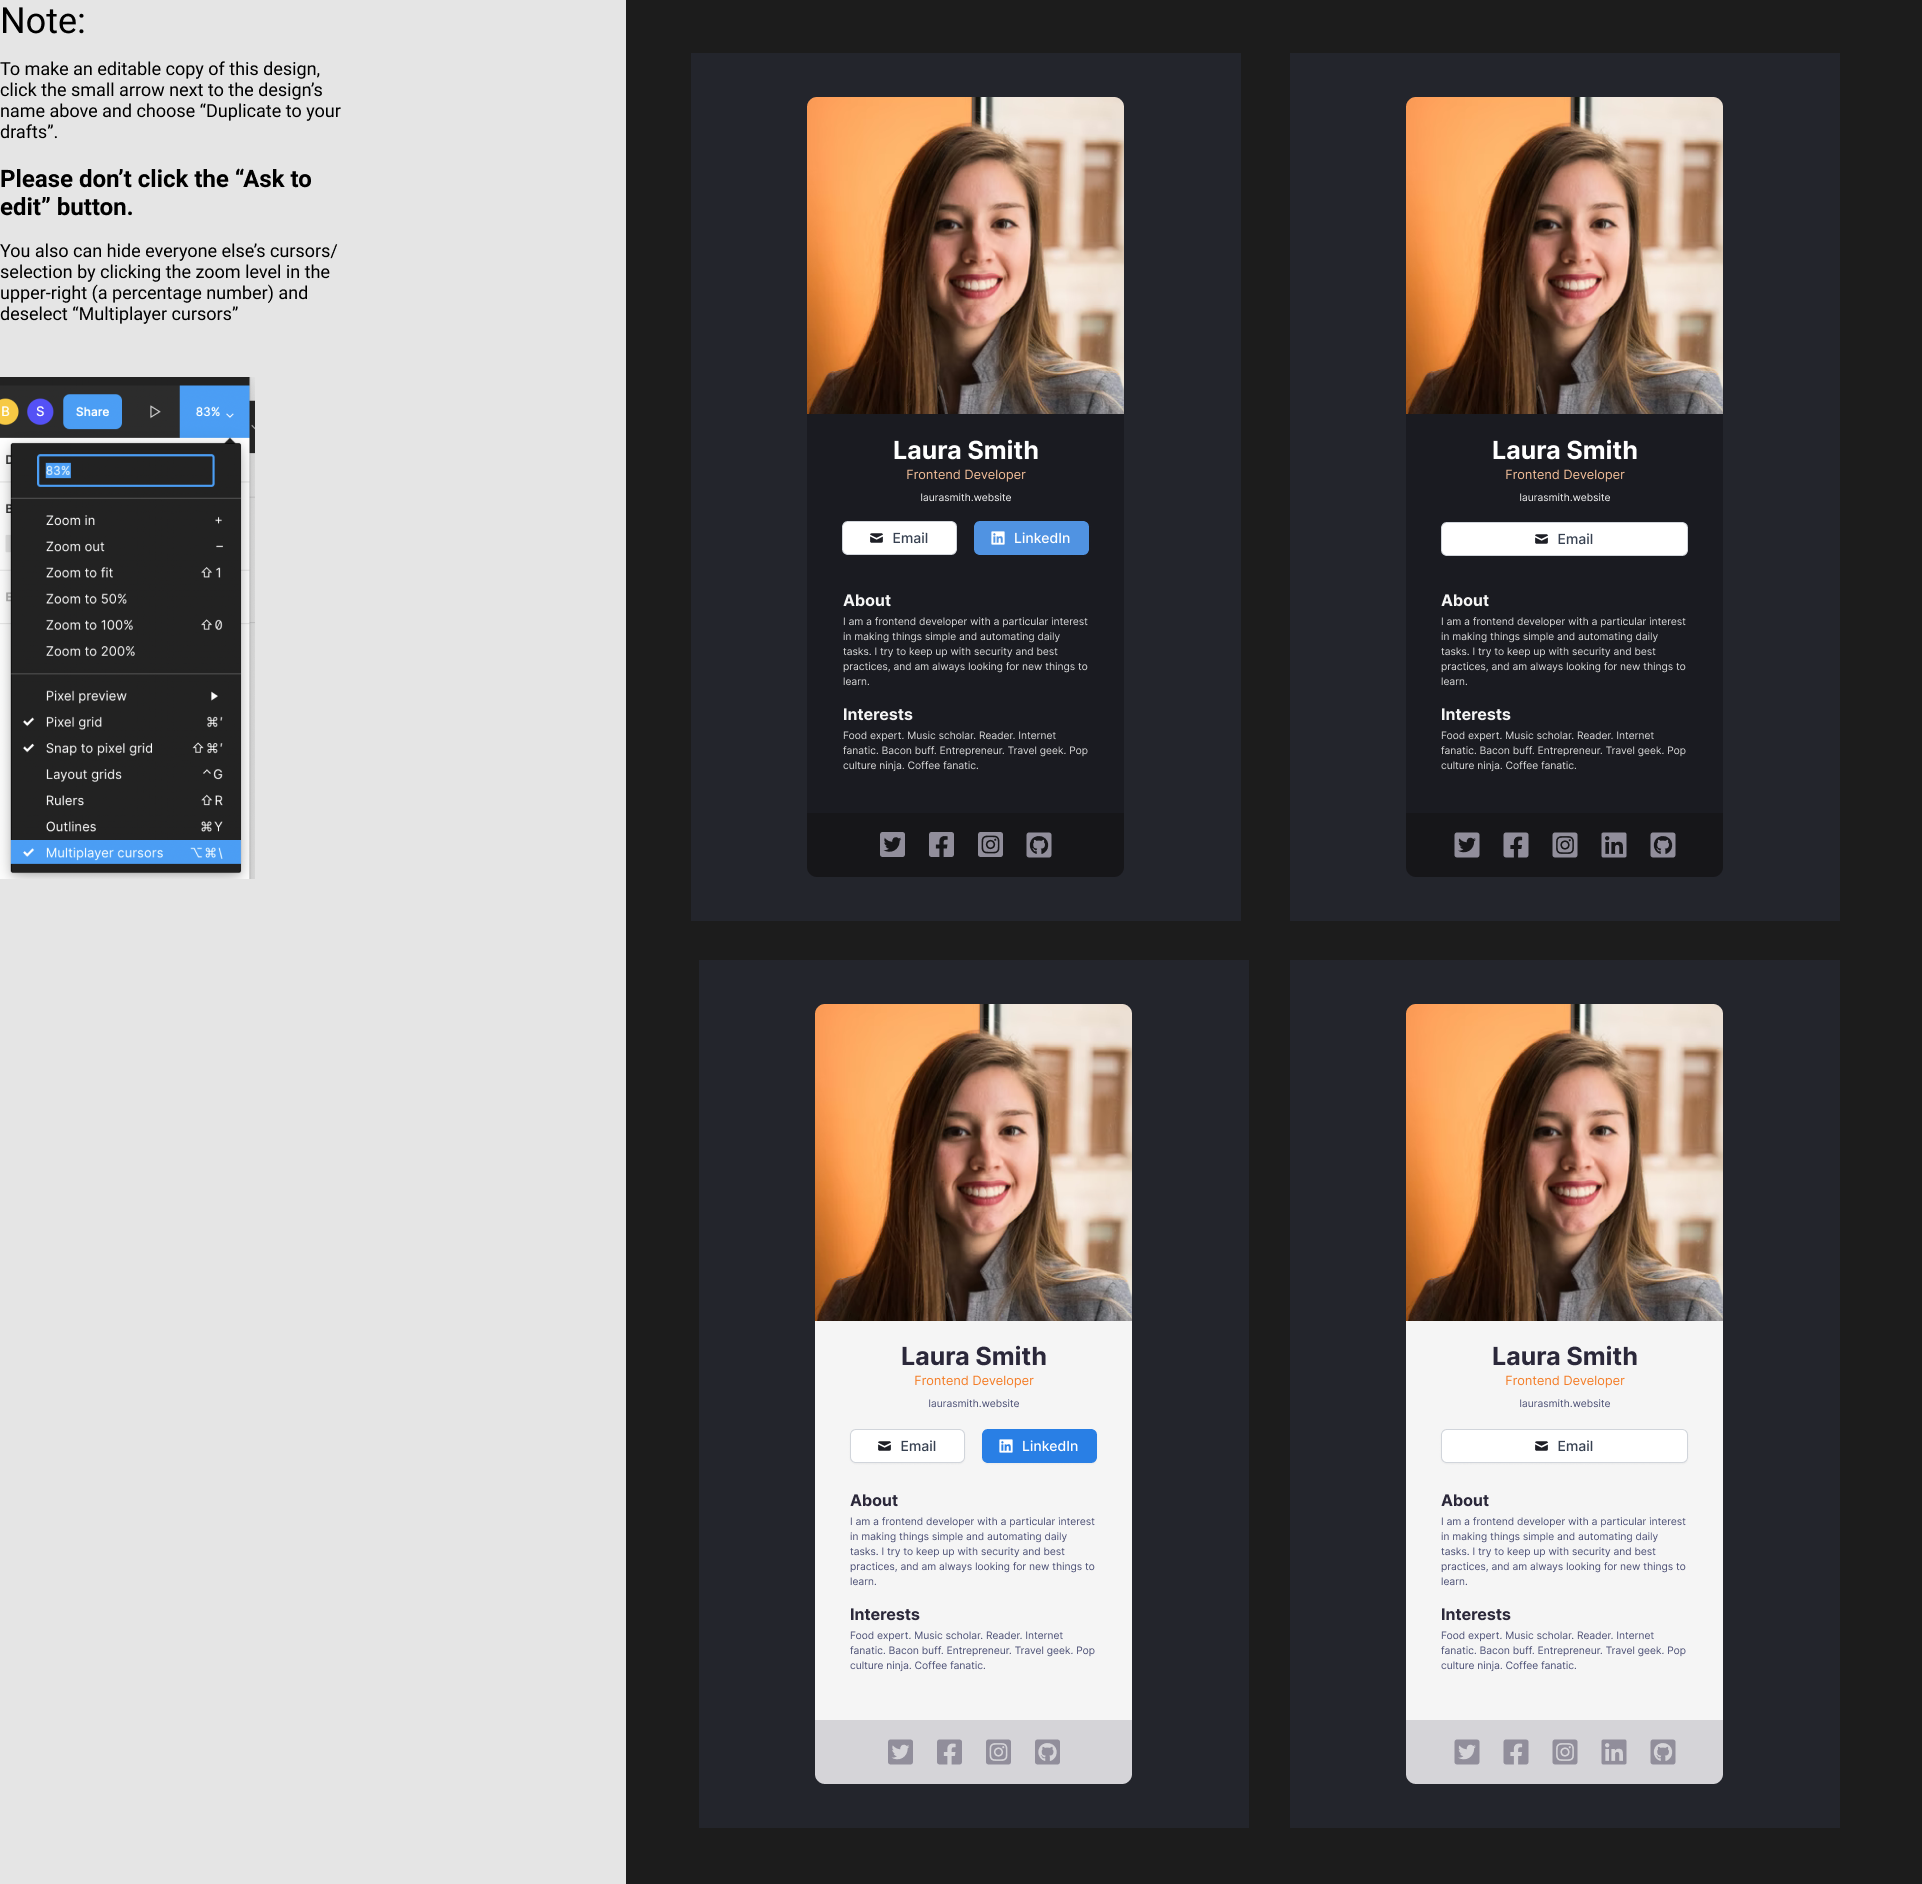 Note:
To make an editable copy of this design,
click the small arrow next to the design’s
name above and choose “Duplicate to your
drafts”.
Please don’t click the “Ask to
edit” button.
You also can hide everyone else’s cursors/
selection by clicking the zoom level in the
upper-right (a percentage number) and
deselect “Multiplayer cursors”
B S Share 83%
83%
Zoom in +
Zoom out −
Zoom to fit ⇧1
Zoom to 50%
Zoom to 100% ⇧0
Zoom to 200%
Pixel preview
Pixel grid ⌘'
Snap to pixel grid ⇧⌘'
Layout grids ^G
Rulers ⇧R
Outlines ⌘Y
Multiplayer cursors ⌥⌘\
Laura Smith
Frontend Developer
laurasmith.website
Email
LinkedIn
About
I am a frontend developer with a particular interest
in making things simple and automating daily
tasks. I try to keep up with security and best
practices, and am always looking for new things to
learn.
Interests
Food expert. Music scholar. Reader. Internet
fanatic. Bacon buff. Entrepreneur. Travel geek. Pop
culture ninja. Coffee fanatic.
Laura Smith
Frontend Developer
laurasmith.website
Email
About
I am a frontend developer with a particular interest
in making things simple and automating daily
tasks. I try to keep up with security and best
practices, and am always looking for new things to
learn.
Interests
Food expert. Music scholar. Reader. Internet
fanatic. Bacon buff. Entrepreneur. Travel geek. Pop
culture ninja. Coffee fanatic.
Laura Smith
Frontend Developer
laurasmith.website
Email
LinkedIn
About
I am a frontend developer with a particular interest
in making things simple and automating daily
tasks. I try to keep up with security and best
practices, and am always looking for new things to
learn.
Interests
Food expert. Music scholar. Reader. Internet
fanatic. Bacon buff. Entrepreneur. Travel geek. Pop
culture ninja. Coffee fanatic.
Laura Smith
Frontend Developer
laurasmith.website
Email
About
I am a frontend developer with a particular interest
in making things simple and automating daily
tasks. I try to keep up with security and best
practices, and am always looking for new things to
learn.
Interests
Food expert. Music scholar. Reader. Internet
fanatic. Bacon buff. Entrepreneur. Travel geek. Pop
culture ninja. Coffee fanatic.